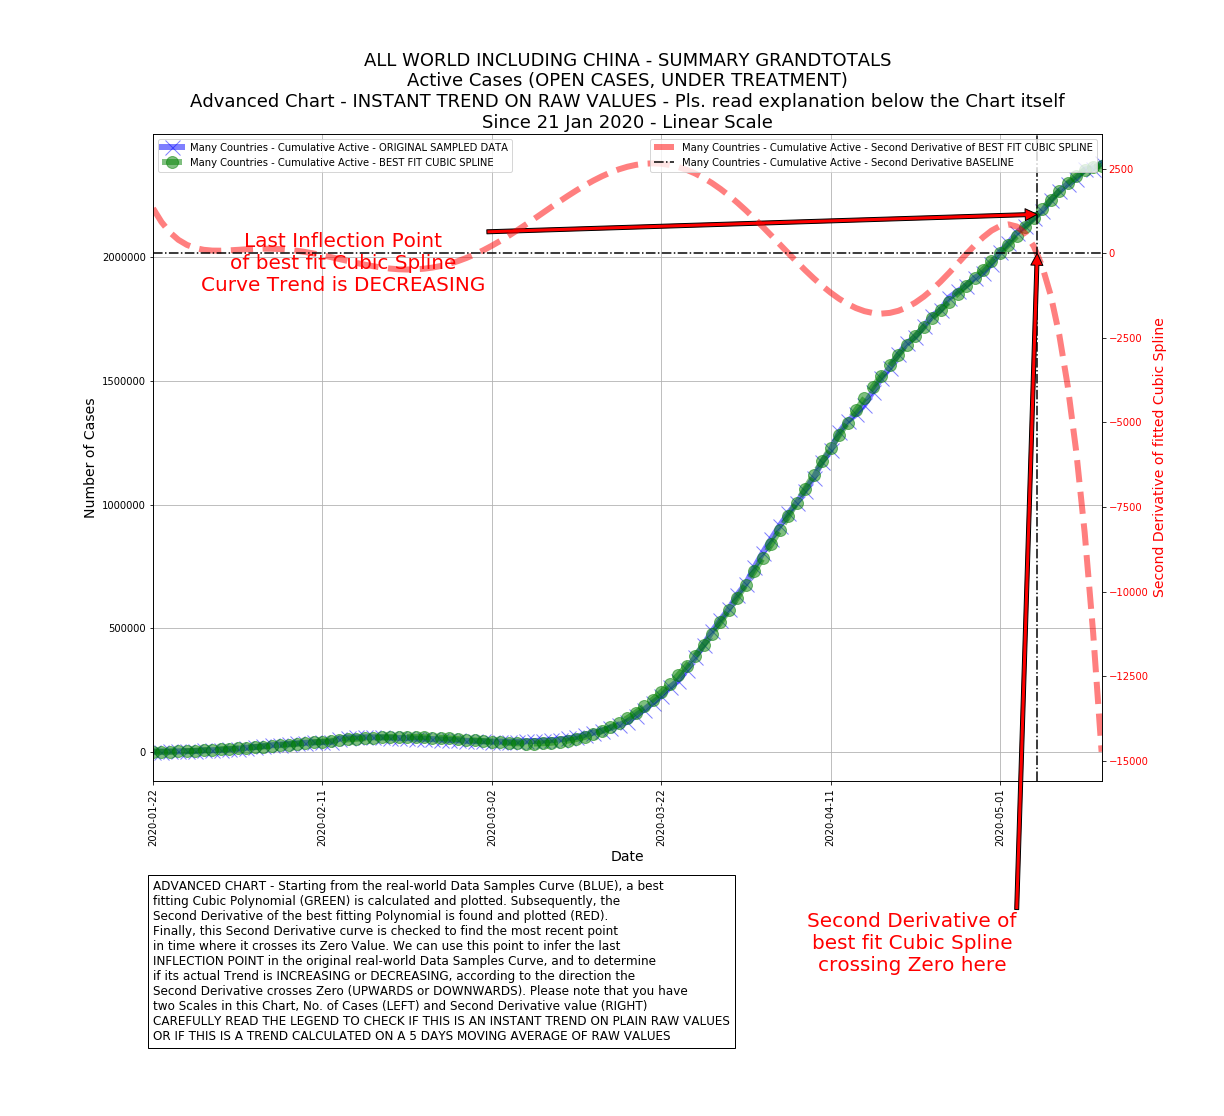 ALL WORLD INCLUDING CHINA - SUMMARY GRANDTOTALS
Active Cases (OPEN CASES, UNDER TREATMENT)
Advanced Chart - INSTANT TREND ON RAW VALUES - Pls. read explanation below the Chart itself
Since 21 Jan 2020 - Linear Scale
Many Countries - Cumulative Active - ORIGINAL SAMPLED DATA
Many Countries - Cumulative Active - BEST FIT CUBIC SPLINE
Many Countries - Cumulative Active - Second Derivative of BEST FIT CUBIC SPLINE
Many Countries - Cumulative Active - Second Derivative BASELINE
Last Inflection Point
of best fit Cubic Spline
Curve Trend is DECREASING
Number of Cases
2000000
1500000
1000000
500000
0
2500
0
−2500
−5000
−7500
−10000
−12500
−15000
Second Derivative of fitted Cubic Spline
2020-01-22
2020-02-11
2020-03-02
2020-03-22
2020-04-11
2020-05-01
Date
ADVANCED CHART - Starting from the real-world Data Samples Curve (BLUE), a best
fitting Cubic Polynomial (GREEN) is calculated and plotted. Subsequently, the
Second Derivative of the best fitting Polynomial is found and plotted (RED).
Finally, this Second Derivative curve is checked to find the most recent point
in time where it crosses its Zero Value. We can use this point to infer the last
INFLECTION POINT in the original real-world Data Samples Curve, and to determine
if its actual Trend is INCREASING or DECREASING, according to the direction the
Second Derivative crosses Zero (UPWARDS or DOWNWARDS). Please note that you have
two Scales in this Chart, No. of Cases (LEFT) and Second Derivative value (RIGHT)
CAREFULLY READ THE LEGEND TO CHECK IF THIS IS AN INSTANT TREND ON PLAIN RAW VALUES
OR IF THIS IS A TREND CALCULATED ON A 5 DAYS MOVING AVERAGE OF RAW VALUES
Second Derivative of
best fit Cubic Spline
crossing Zero here